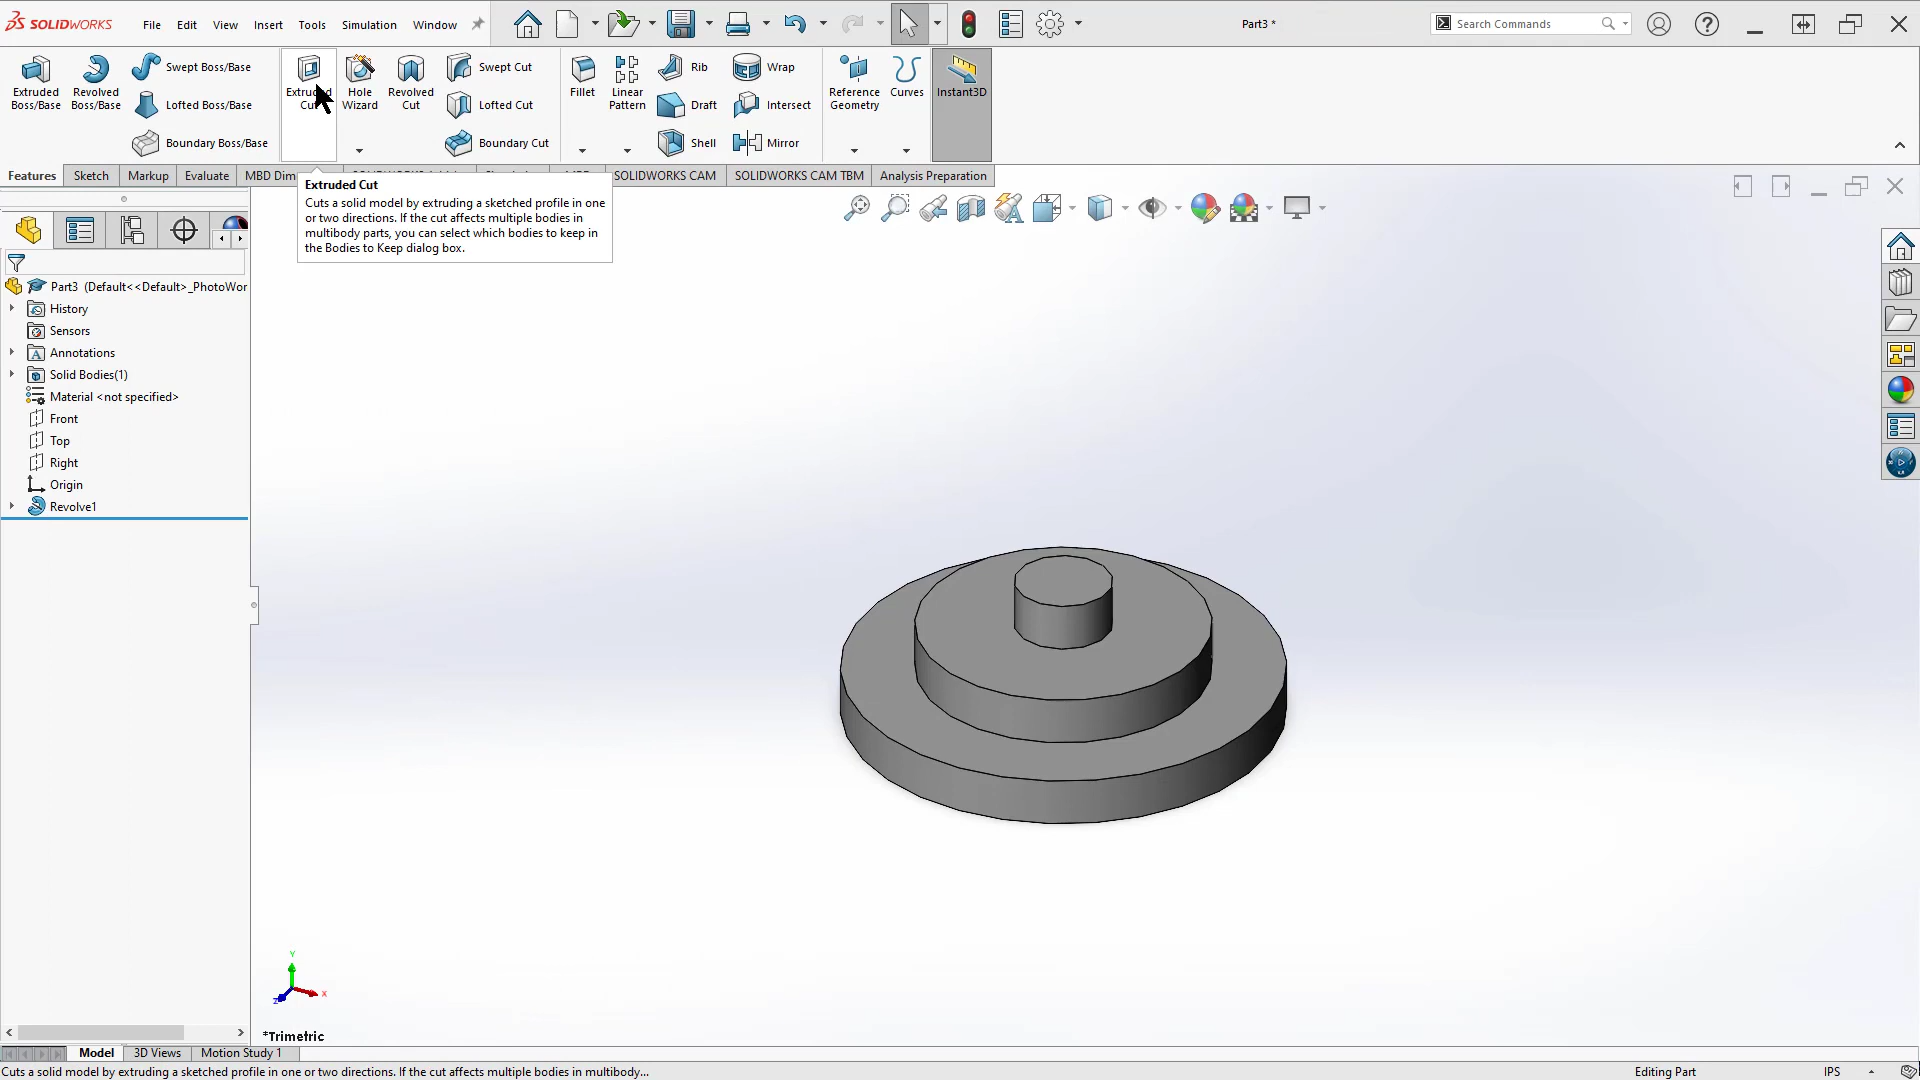 SOLIDWORKS
File Edit View Insert Tools Simulation Window
Part3 *
Search Commands
Extruded Boss/Base
Revolved Boss/Base
Swept Boss/Base
Lofted Boss/Base
Boundary Boss/Base
Extruded Cut
Hole Wizard
Revolved Cut
Swept Cut
Lofted Cut
Boundary Cut
Fillet
Linear Pattern
Rib
Draft
Shell
Wrap
Intersect
Mirror
Reference Geometry
Curves
Instant3D
Features Sketch Markup Evaluate MBD Dim SOLIDWORKS CAM SOLIDWORKS CAM TBM Analysis Preparation
Extruded Cut
Cuts a solid model by extruding a sketched profile in one
or two directions. If the cut affects multiple bodies in
multibody parts, you can select which bodies to keep in
the Bodies to Keep dialog box.
Part3 (Default<<Default>_PhotoWor
History
Sensors
Annotations
Solid Bodies(1)
Material <not specified>
Front
Top
Right
Origin
Revolve1
Y
X
Z
*Trimetric
Model 3D Views Motion Study 1
Cuts a solid model by extruding a sketched profile in one or two directions. If the cut affects multiple bodies in multibody...
Editing Part
IPS